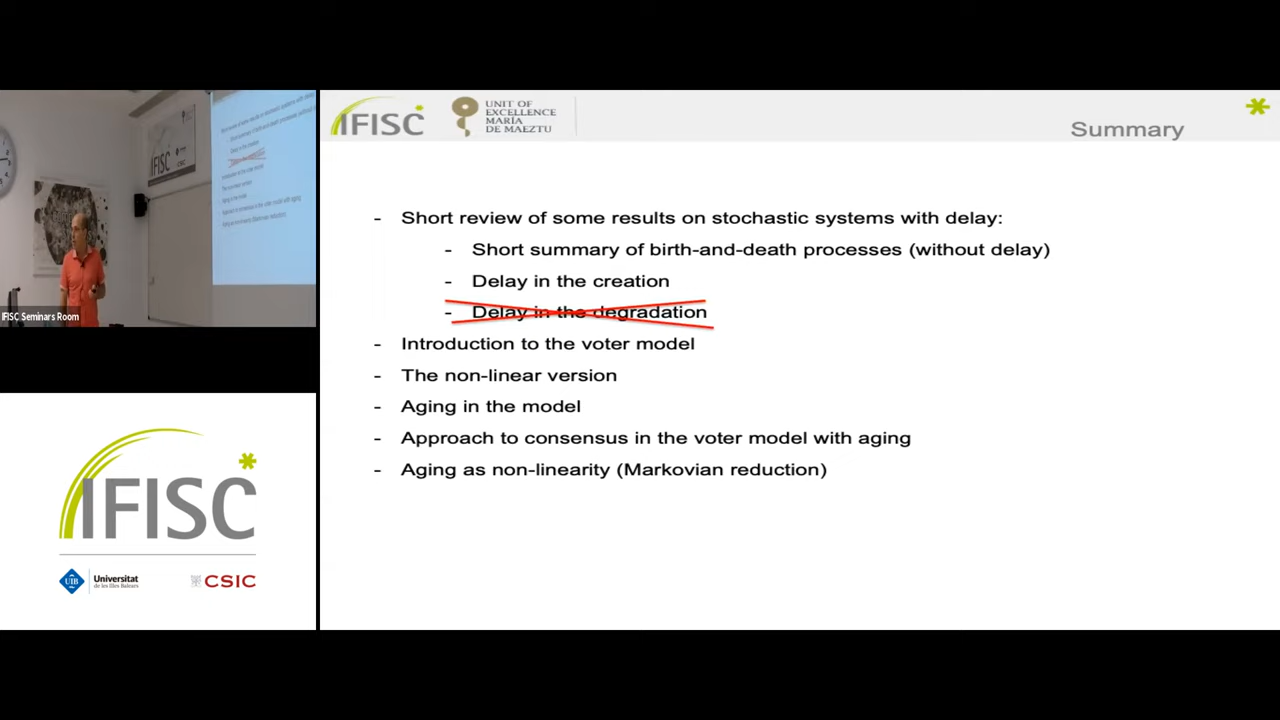 IFISC
UNIT OF
EXCELLENCE
MARÍA
DE MAEZTU
Summary
- Short review of some results on stochastic systems with delay:
- Short summary of birth-and-death processes (without delay)
- Delay in the creation
- Delay in the degradation
- Introduction to the voter model
- The non-linear version
- Aging in the model
- Approach to consensus in the voter model with aging
- Aging as non-linearity (Markovian reduction)
IFISC
IFISC Seminars Room
IFISC
UIB
Universitat
de les Illes Balears
CSIC